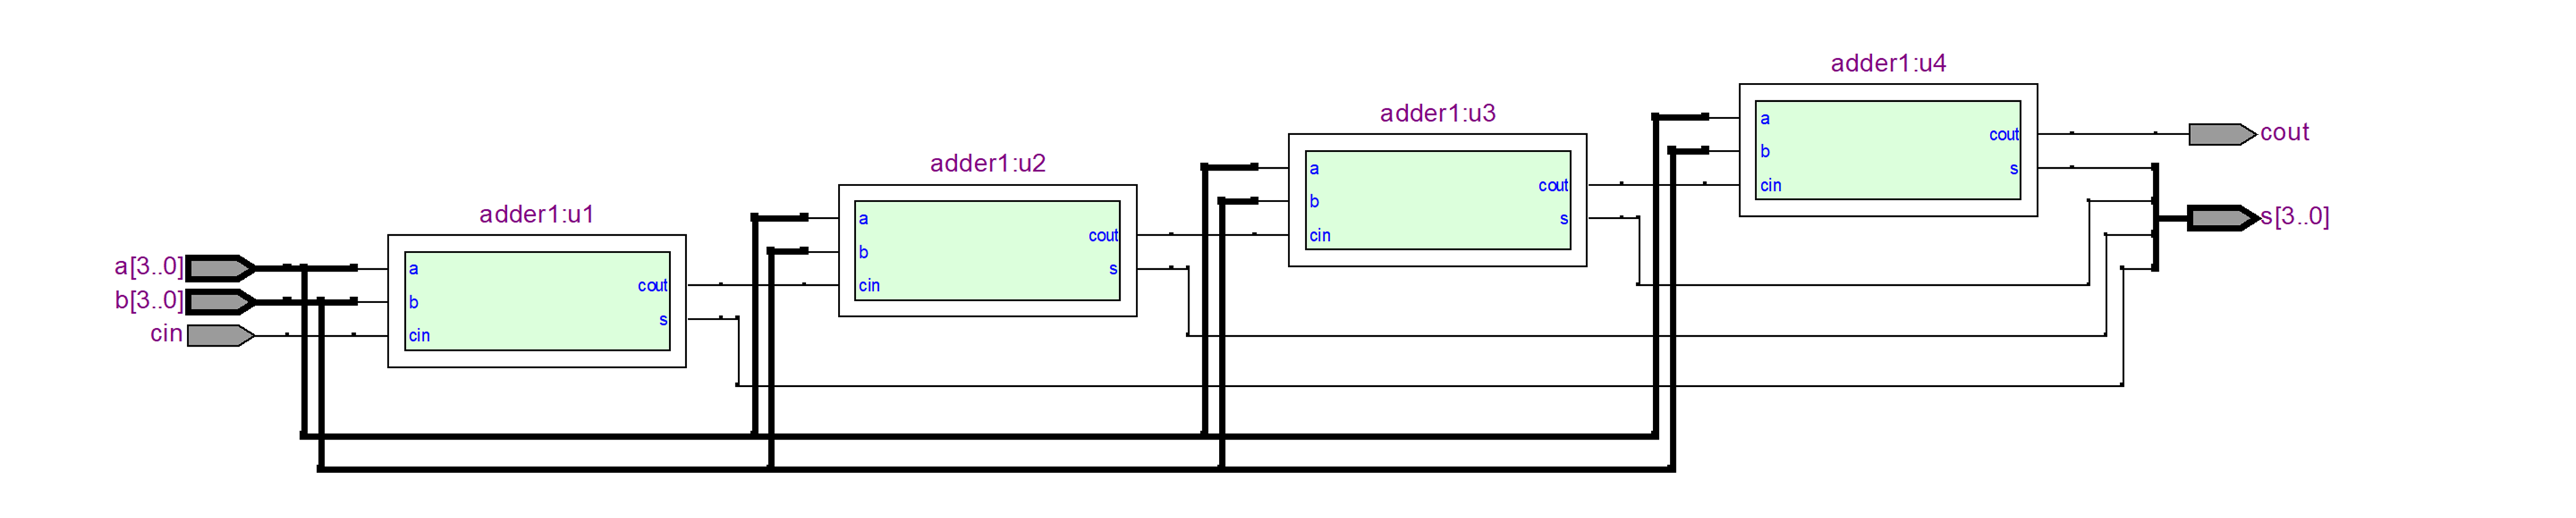 adder1:u4
a
cout
cout
b
s
cin
s[3..0]
adder1:u3
a
cout
b
s
cin
adder1:u2
a
cout
b
s
cin
adder1:u1
a[3..0]
a
cout
b[3..0]
b
s
cin
cin